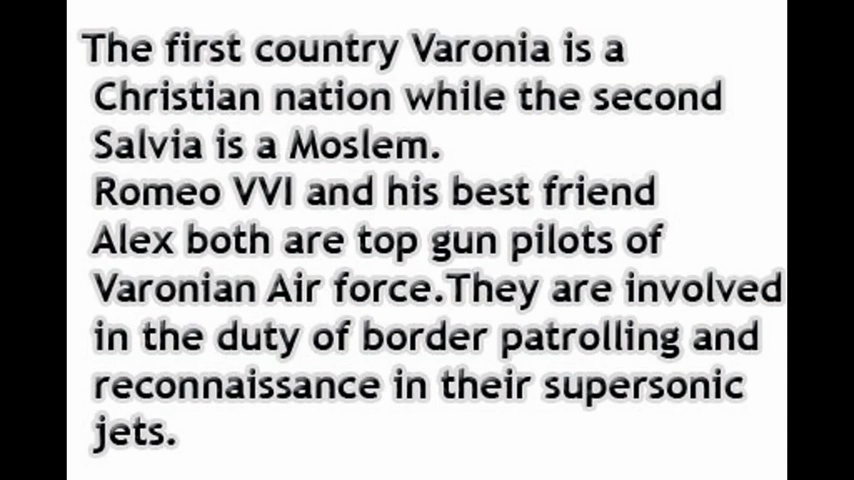 The first country Varonia is a
Christian nation while the second
Salvia is a Moslem.
Romeo VVI and his best friend
Alex both are top gun pilots of
Varonian Air force.They are involved
in the duty of border patrolling and
reconnaissance in their supersonic
jets.